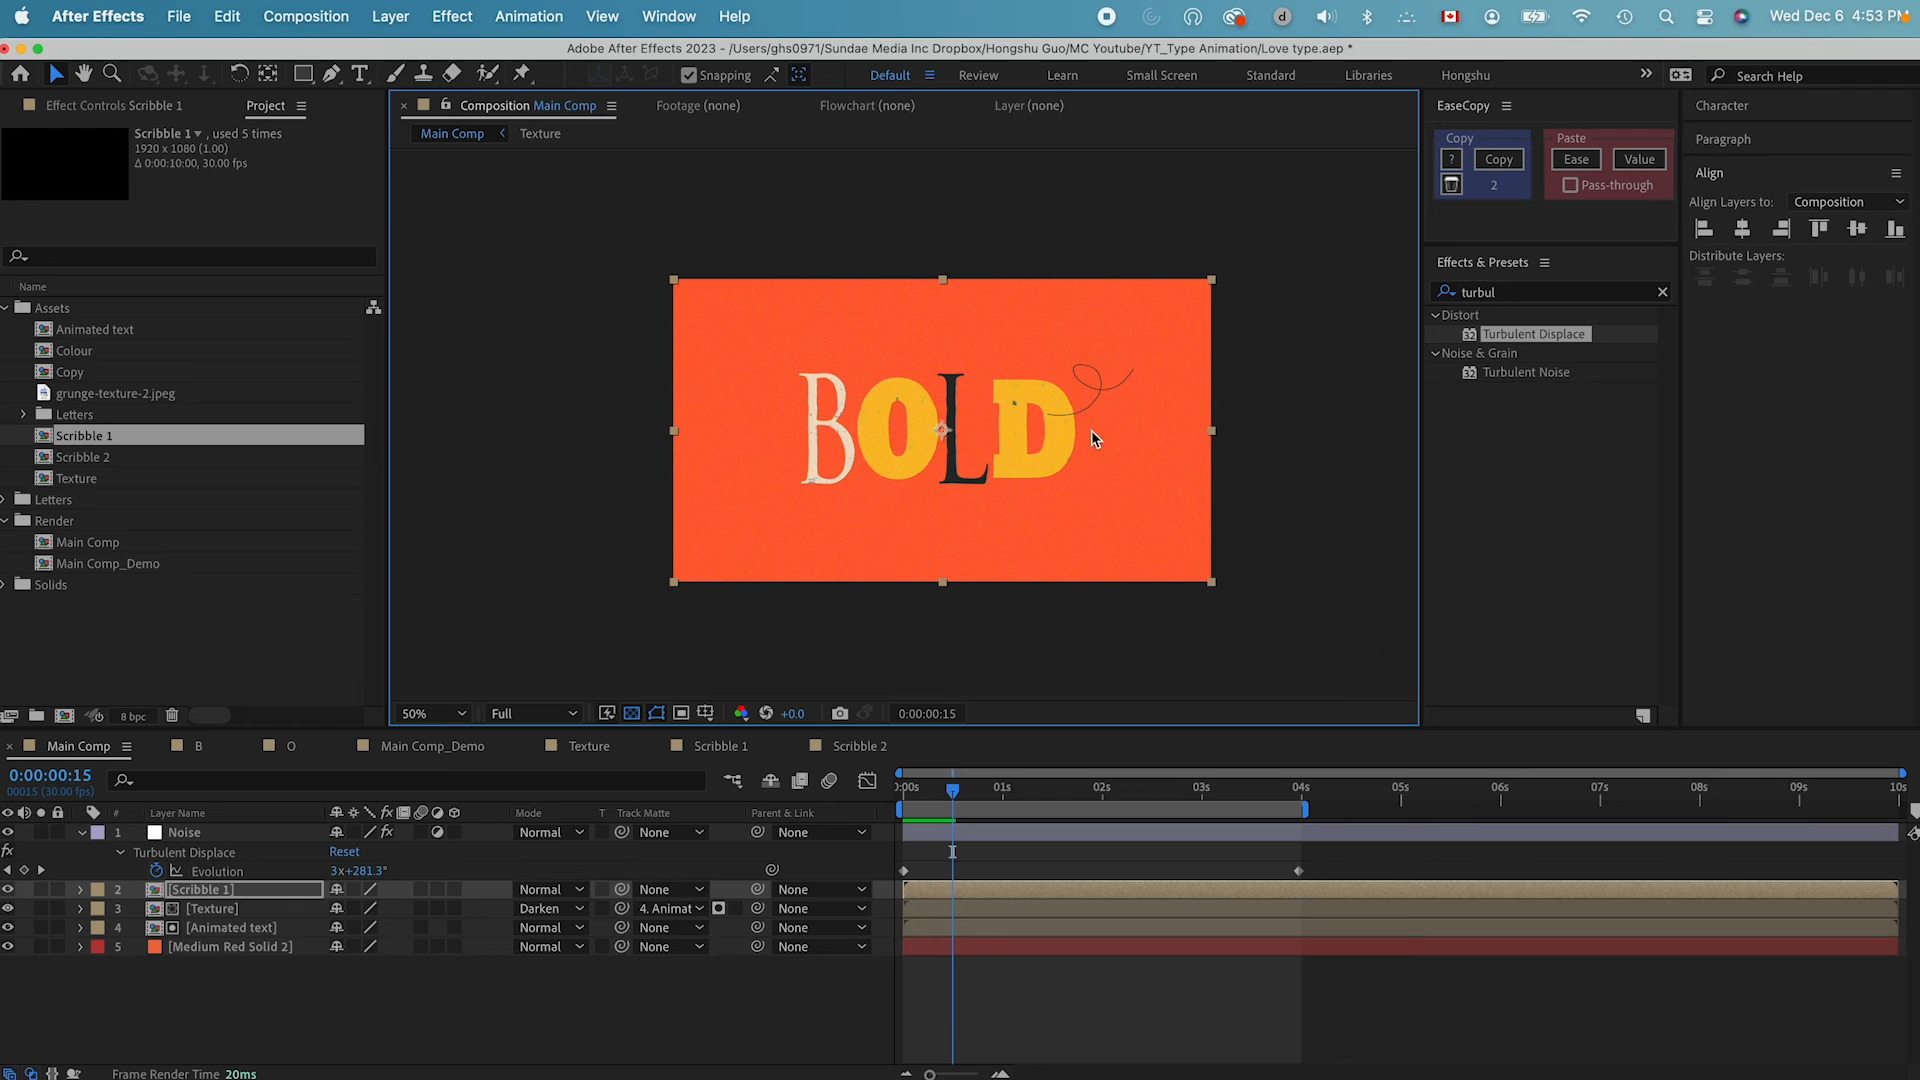 After Effects File Edit Composition Layer Effect Animation View Window Help Wed Dec 6 4:53 PM
Adobe After Effects 2023 - /Users/ghs0971/Sundae Media Inc Dropbox/Hongshu Guo/MC Youtube/YT_Type Animation/Love type.aep *
Snapping Default Review Learn Small Screen Standard Libraries Hongshu Search Help
Effect Controls Scribble 1 Project
Composition Main Comp Footage (none) Flowchart (none) Layer (none)
EaseCopy
Character
Scribble 1 , used 5 times
1920 x 1080 (1.00)
Δ 0:00:10:00, 30.00 fps
Main Comp Texture
Copy Paste
? Copy Ease Value
2 Pass-through
Paragraph
Align
Align Layers to: Composition
Distribute Layers:
Effects & Presets
turbul
Distort
32 Turbulent Displace
Noise & Grain
32 Turbulent Noise
Name
Assets
Animated text
Colour
Copy
grunge-texture-2.jpeg
Letters
Scribble 1
Scribble 2
Texture
Letters
Render
Main Comp
Main Comp_Demo
Solids
BOLD
8 bpc
50% Full +0.0 0:00:00:15
Main Comp B O Main Comp_Demo Texture Scribble 1 Scribble 2
0:00:00:15
00015 (30.00 fps)
:00s 01s 02s 03s 04s 05s 06s 07s 08s 09s 10s
# Layer Name fx Mode T Track Matte Parent & Link
1 Noise fx Normal None None
fx Turbulent Displace Reset
Evolution 3x+281.3°
2 [Scribble 1] Normal None None
3 [Texture] Darken 4. Animat None
4 [Animated text] Normal None None
5 [Medium Red Solid 2] Normal None None
Frame Render Time 20ms